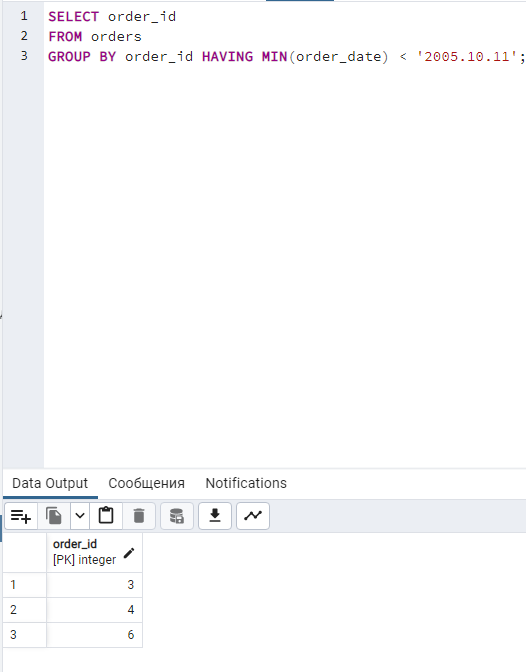 1 SELECT order_id
2 FROM orders
3 GROUP BY order_id HAVING MIN(order_date) < '2005.10.11';
Data Output Сообщения Notifications
order_id
[PK] integer
1 3
2 4
3 6